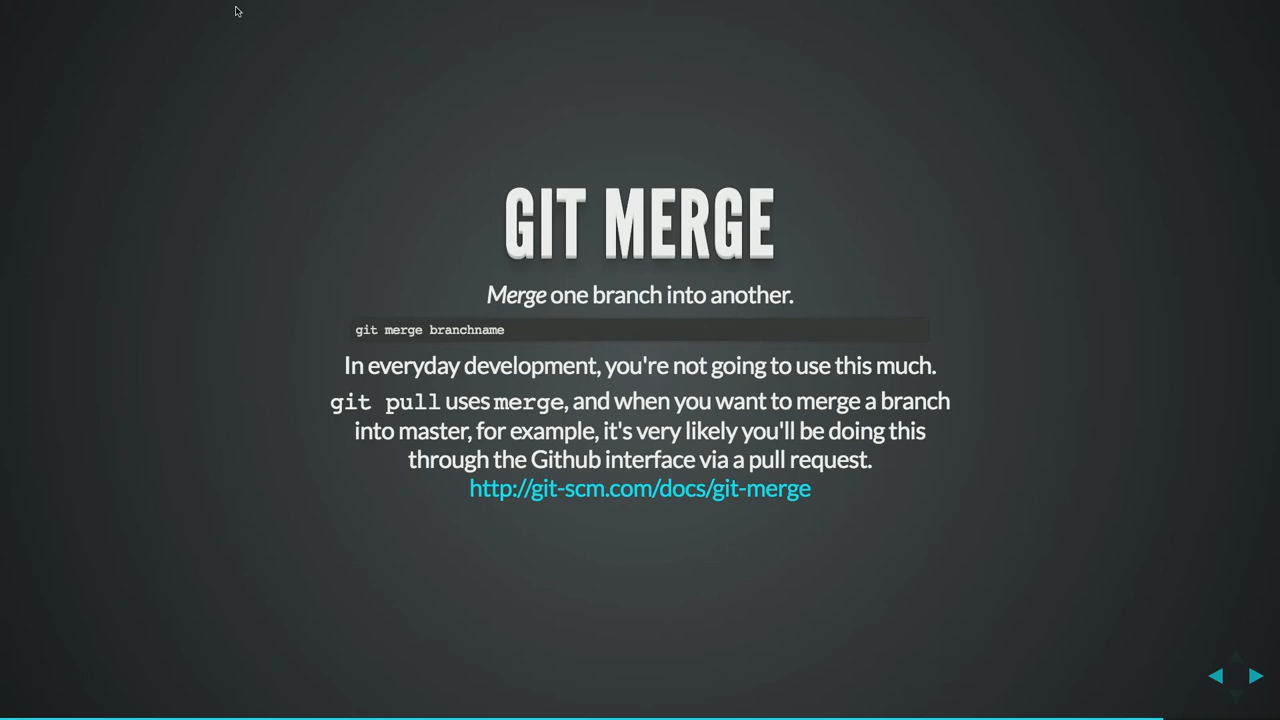 GIT MERGE
Merge one branch into another.
git merge branchname
In everyday development, you're not going to use this much.
git pull uses merge, and when you want to merge a branch
into master, for example, it's very likely you'll be doing this
through the Github interface via a pull request.
http://git-scm.com/docs/git-merge